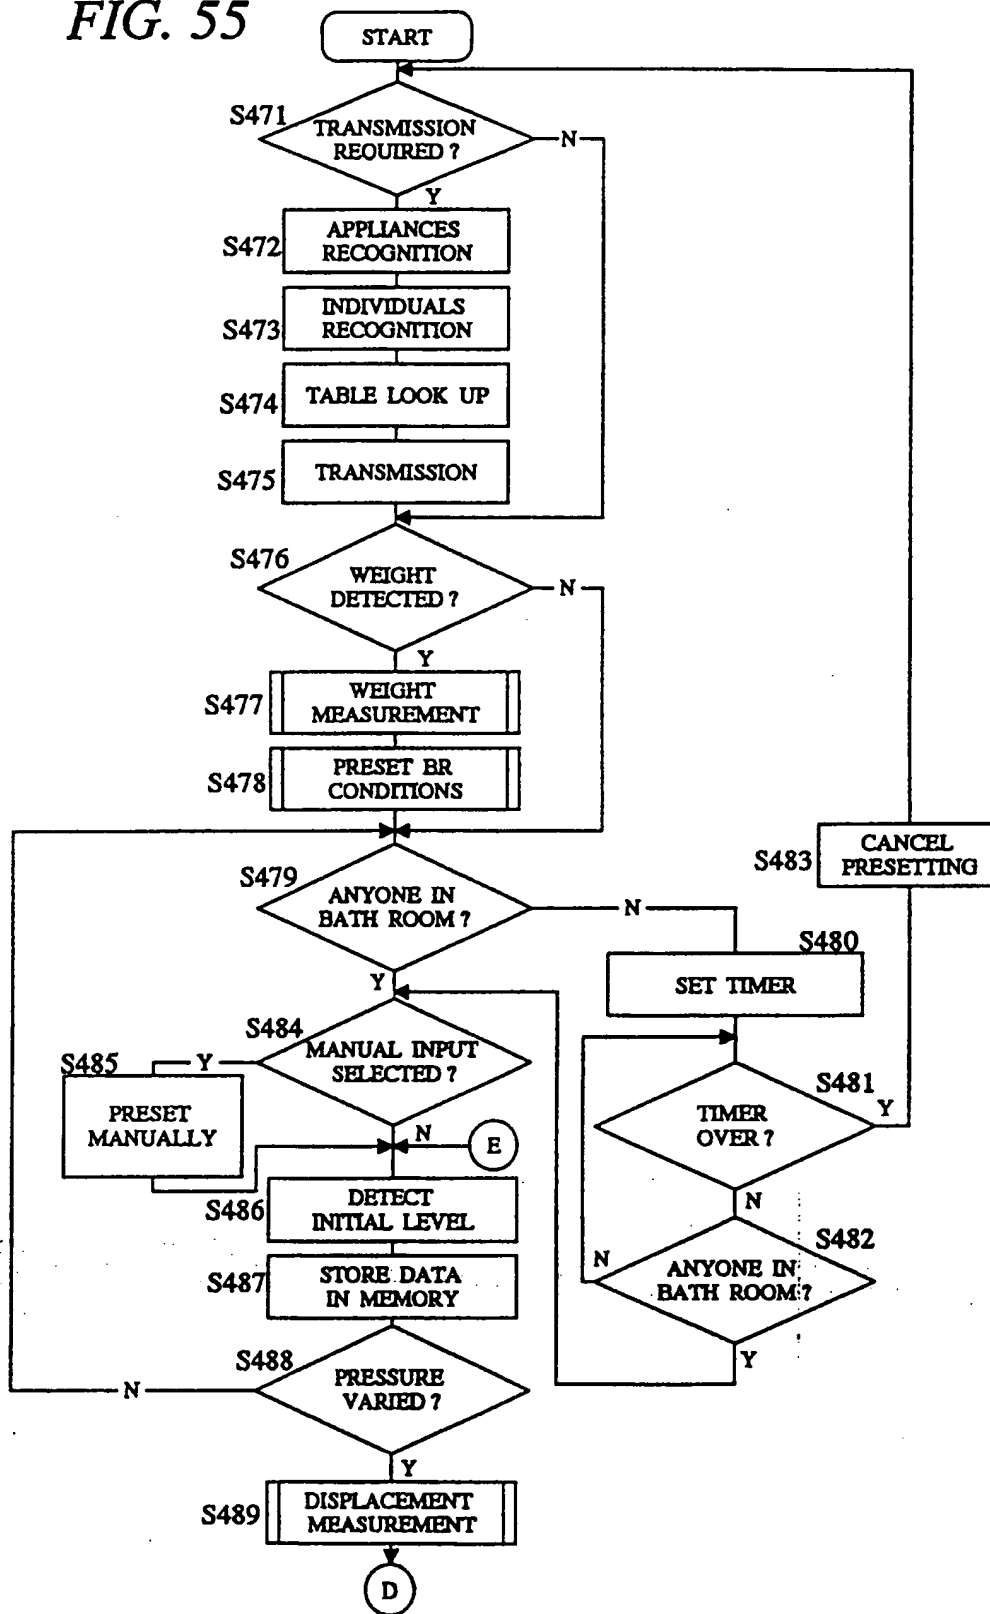 FIG. 55
START
S471
TRANSMISSION
REQUIRED ?
N
Y
S472
APPLIANCES
RECOGNITION
S473
INDIVIDUALS
RECOGNITION
S474
TABLE LOOK UP
S475
TRANSMISSION
S476
WEIGHT
DETECTED ?
N
Y
S477
WEIGHT
MEASUREMENT
S478
PRESET BR
CONDITIONS
S483
CANCEL
PRESETTING
S479
ANYONE IN
BATH ROOM ?
N
Y
S480
SET TIMER
S484
MANUAL INPUT
SELECTED ?
Y
N
S485
PRESET
MANUALLY
E
S481
TIMER
OVER ?
Y
N
S486
DETECT
INITIAL LEVEL
S482
ANYONE IN
BATH ROOM ?
N
Y
S487
STORE DATA
IN MEMORY
S488
PRESSURE
VARIED ?
N
Y
S489
DISPLACEMENT
MEASUREMENT
D